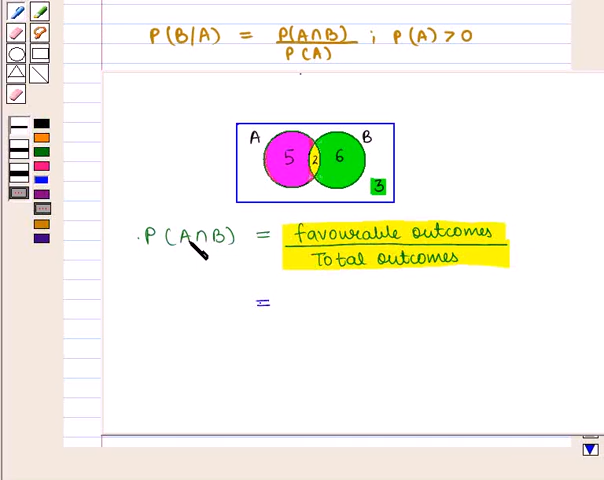 P(B/A) = P(A∩B) / P(A) ; P(A) > 0
A B
5 2 6
3
P(A∩B) = favourable outcomes / Total outcomes
=